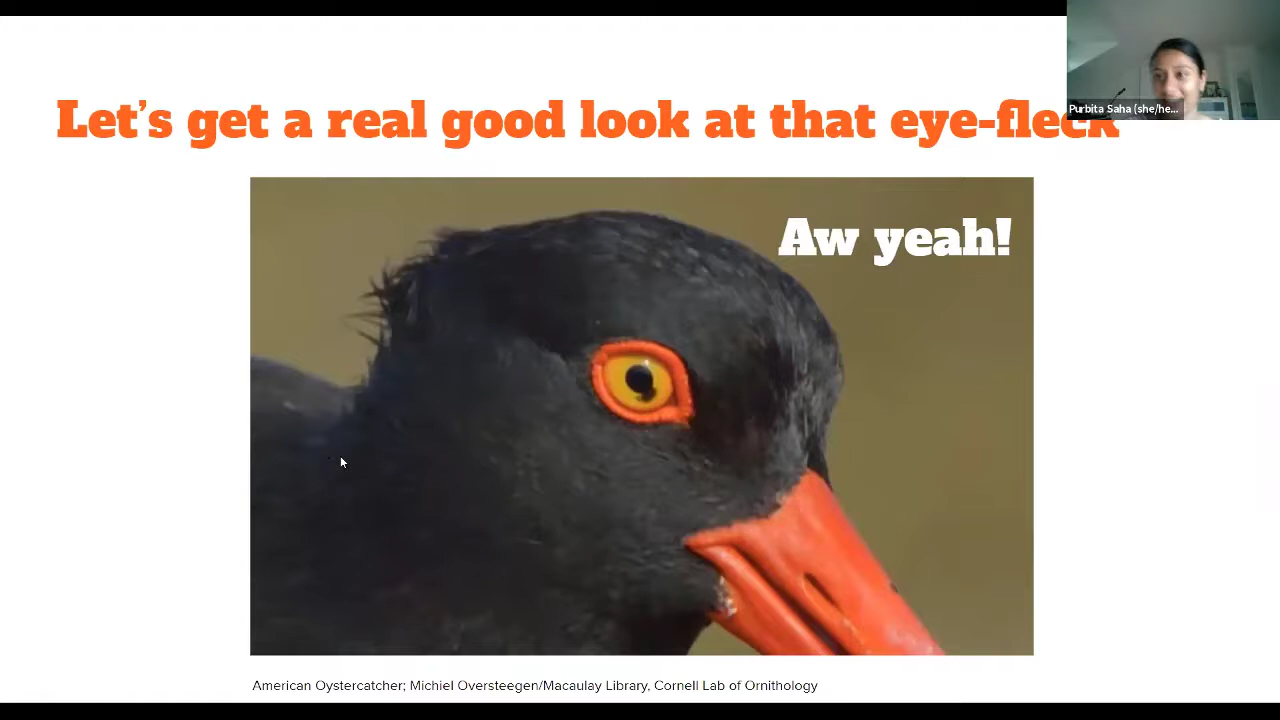 Let's get a real good look at that eye-fleck
Purbita Saha (she/he...
Aw yeah!
American Oystercatcher; Michiel Oversteegen/Macaulay Library, Cornell Lab of Ornithology